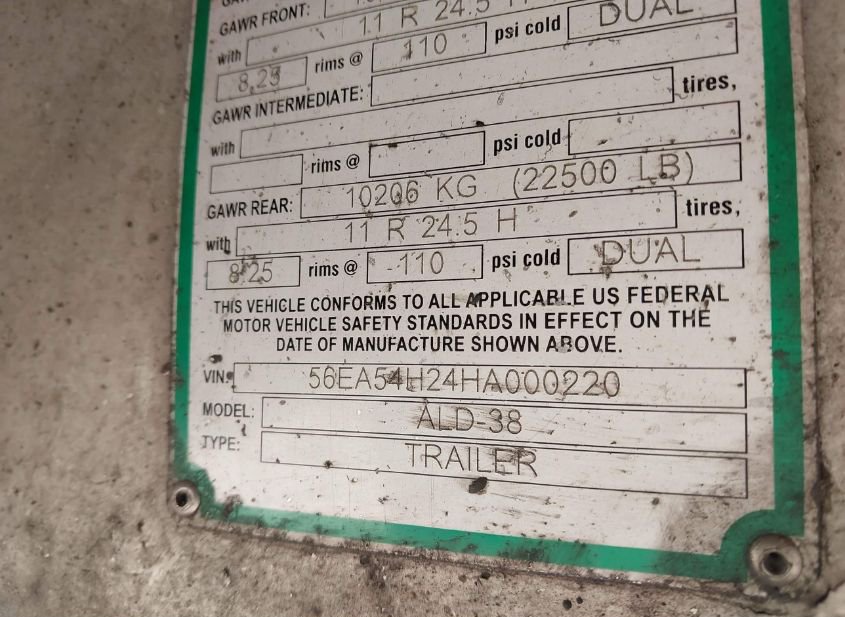 GAWR FRONT:
with 11 R 24.5
8.25 rims @ 110 psi cold DUAL
GAWR INTERMEDIATE:
with tires,
rims @ psi cold
GAWR REAR: 10206 KG (22500 LB)
with 11 R 24.5 H tires,
8.25 rims @ 110 psi cold DUAL
THIS VEHICLE CONFORMS TO ALL APPLICABLE US FEDERAL
MOTOR VEHICLE SAFETY STANDARDS IN EFFECT ON THE
DATE OF MANUFACTURE SHOWN ABOVE.
VIN: 56EA54H24HA000220
MODEL: ALD-38
TYPE: TRAILER